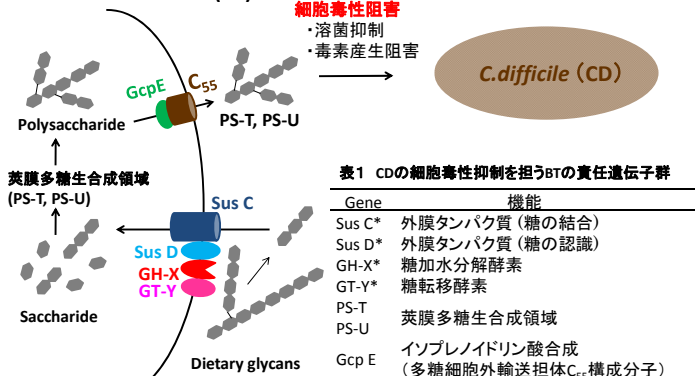 細胞毒性阻害
・溶菌抑制
・毒素産生阻害
C.difficile (CD)
GcpE
C55
PS-T, PS-U
Polysaccharide
莢膜多糖生合成領域
(PS-T, PS-U)
Sus C
Sus D
GH-X
GT-Y
Saccharide
Dietary glycans
表1 CDの細胞毒性抑制を担うBTの責任遺伝子群
Gene 機能
Sus C* 外膜タンパク質 (糖の結合)
Sus D* 外膜タンパク質 (糖の認識)
GH-X* 糖加水分解酵素
GT-Y* 糖転移酵素
PS-T
PS-U 莢膜多糖生合成領域
Gcp E イソプレノイドリン酸合成
(多糖細胞外輸送担体C55構成分子)